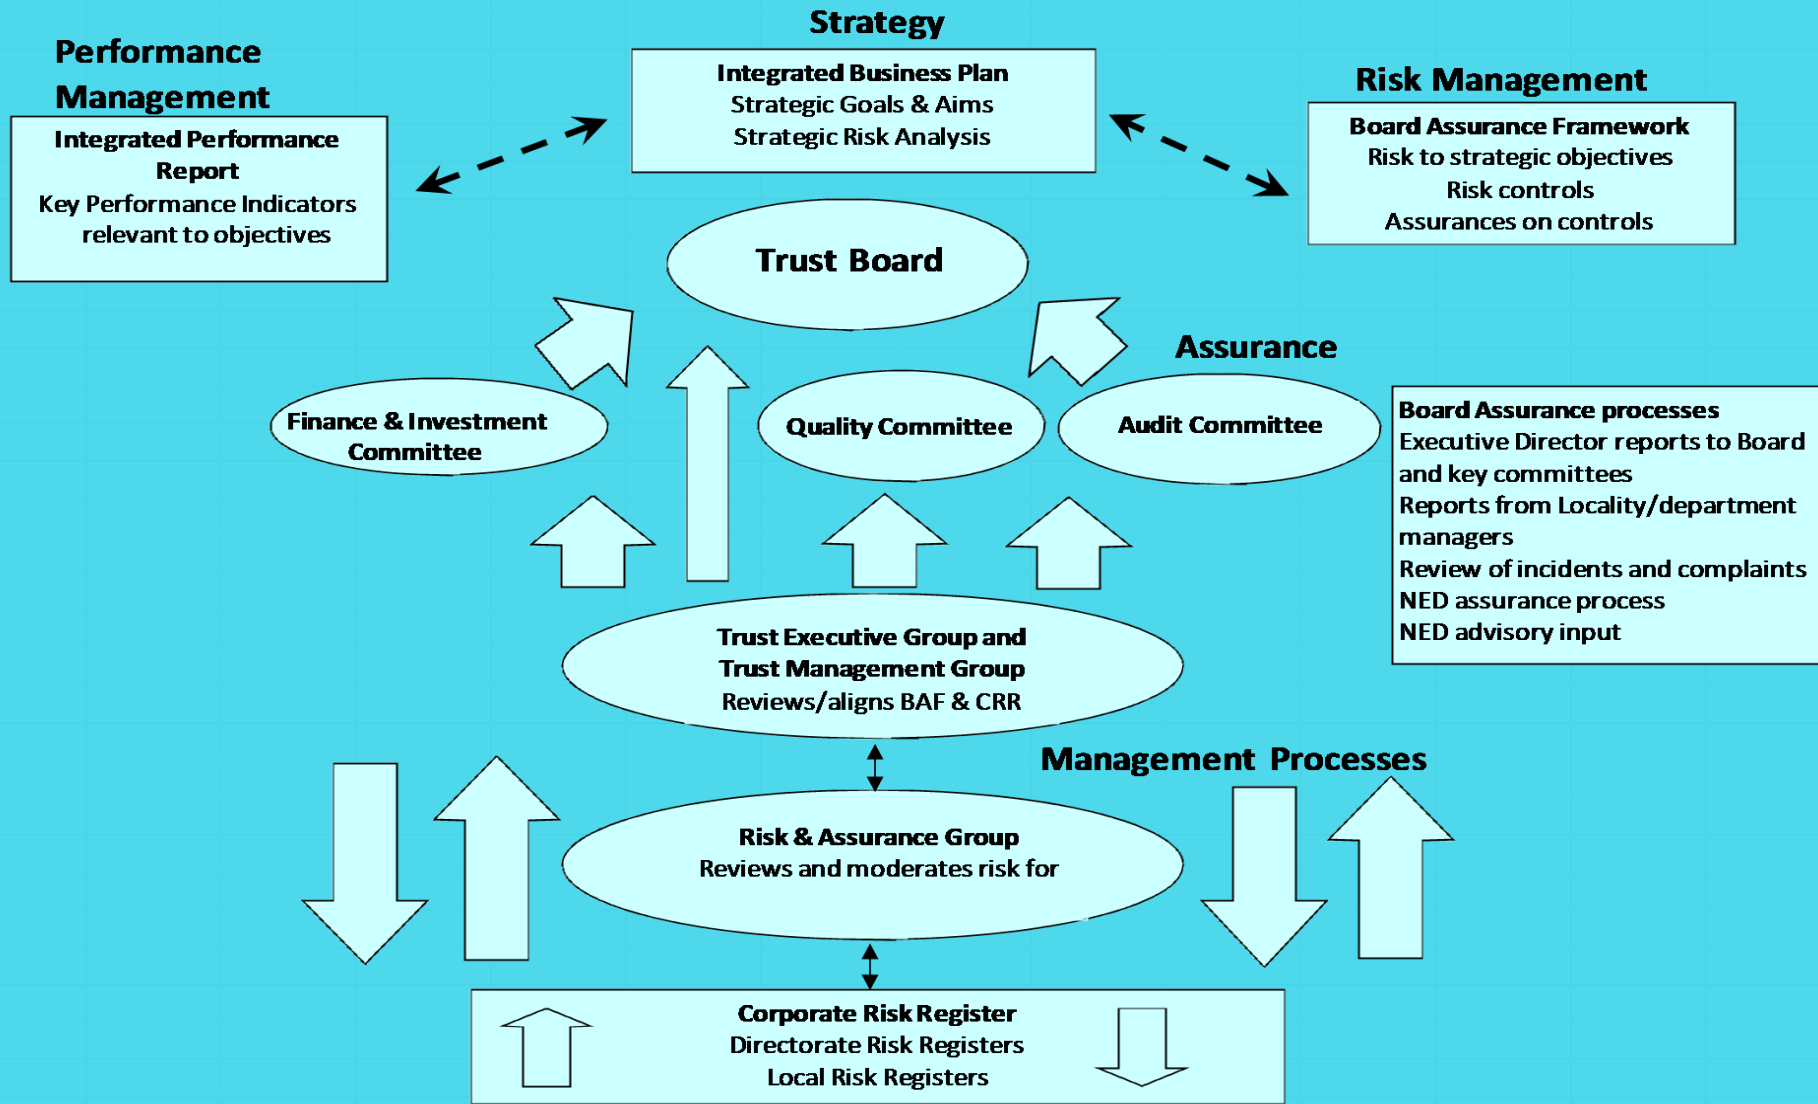 Strategy
Performance
Management
Integrated Business Plan
Strategic Goals & Aims
Strategic Risk Analysis
Risk Management
Integrated Performance
Report
Key Performance Indicators
relevant to objectives
Board Assurance Framework
Risk to strategic objectives
Risk controls
Assurances on controls
Trust Board
Assurance
Finance & Investment
Committee
Quality Committee
Audit Committee
Board Assurance processes
Executive Director reports to Board
and key committees
Reports from Locality/department
managers
Review of incidents and complaints
NED assurance process
NED advisory input
Trust Executive Group and
Trust Management Group
Reviews/aligns BAF & CRR
Management Processes
Risk & Assurance Group
Reviews and moderates risk for
Corporate Risk Register
Directorate Risk Registers
Local Risk Registers